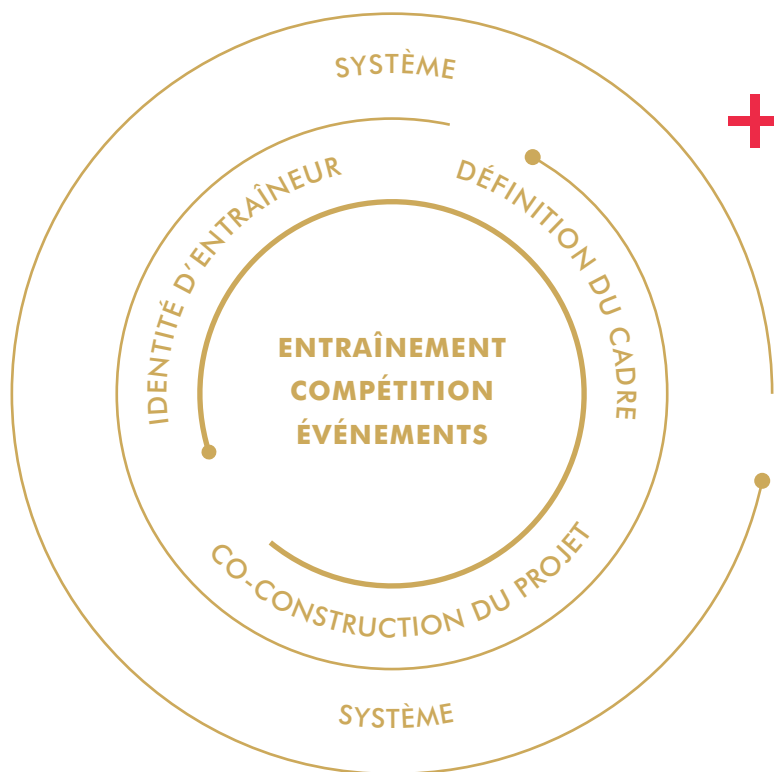 SYSTÈME
IDENTITÉ D'ENTRAÎNEUR
DÉFINITION DU CADRE
ENTRAÎNEMENT
COMPÉTITION
ÉVÉNEMENTS
CO-CONSTRUCTION DU PROJET
SYSTÈME